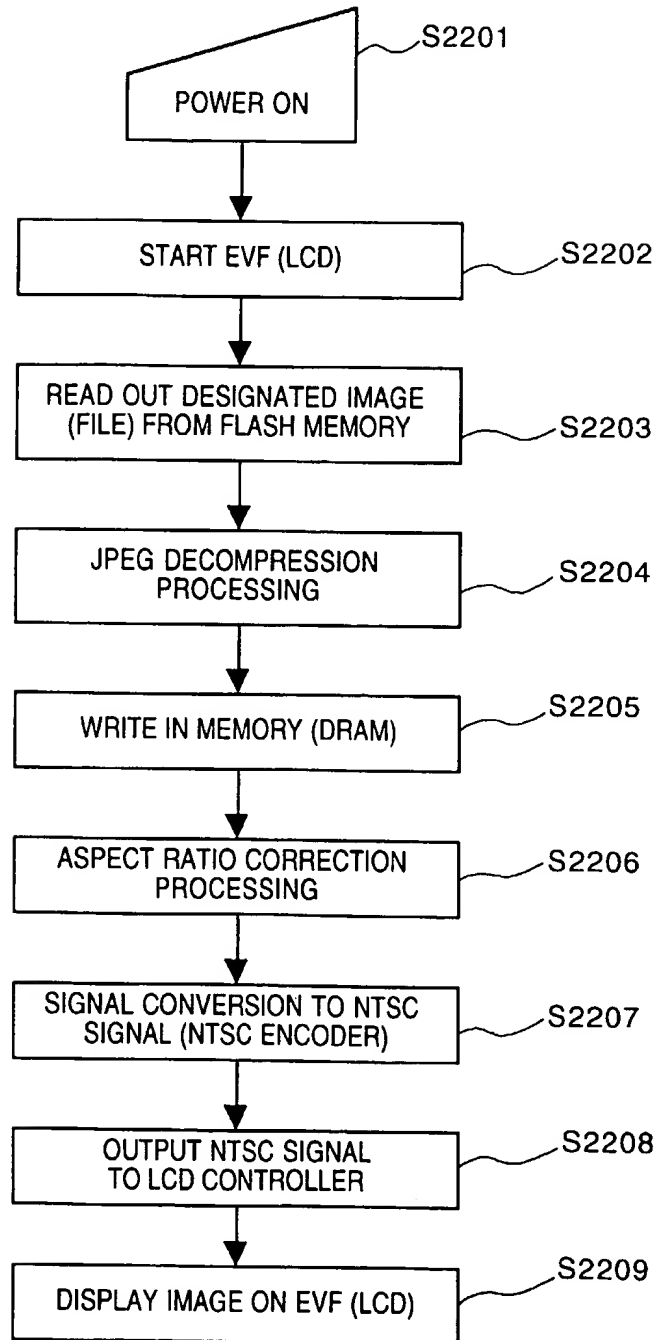 S2201
POWER ON
START EVF (LCD)
S2202
READ OUT DESIGNATED IMAGE
(FILE) FROM FLASH MEMORY
S2203
JPEG DECOMPRESSION
PROCESSING
S2204
WRITE IN MEMORY (DRAM)
S2205
ASPECT RATIO CORRECTION
PROCESSING
S2206
SIGNAL CONVERSION TO NTSC
SIGNAL (NTSC ENCODER)
S2207
OUTPUT NTSC SIGNAL
TO LCD CONTROLLER
S2208
DISPLAY IMAGE ON EVF (LCD)
S2209